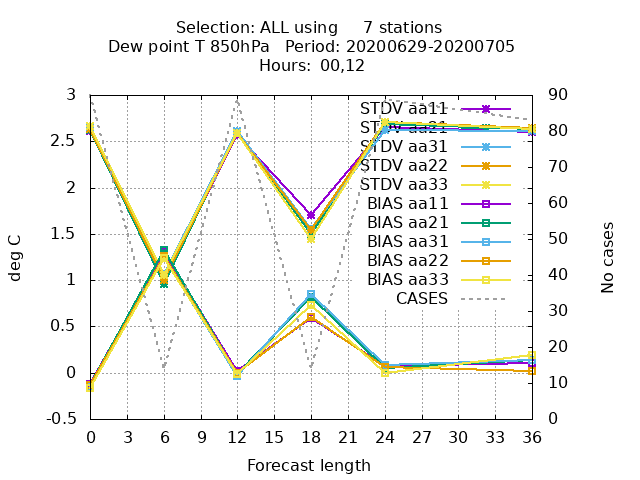 Selection: ALL using     7 stations
Dew point T 850hPa   Period: 20200629-20200705
Hours:  00,12
3
2.5
2
1.5
1
0.5
0
-0.5
deg C
90
80
70
60
50
40
30
20
10
0
No cases
STDV aa11
STDV aa21
STDV aa31
STDV aa22
STDV aa33
BIAS aa11
BIAS aa21
BIAS aa31
BIAS aa22
BIAS aa33
CASES
0 3 6 9 12 15 18 21 24 27 30 33 36
Forecast length